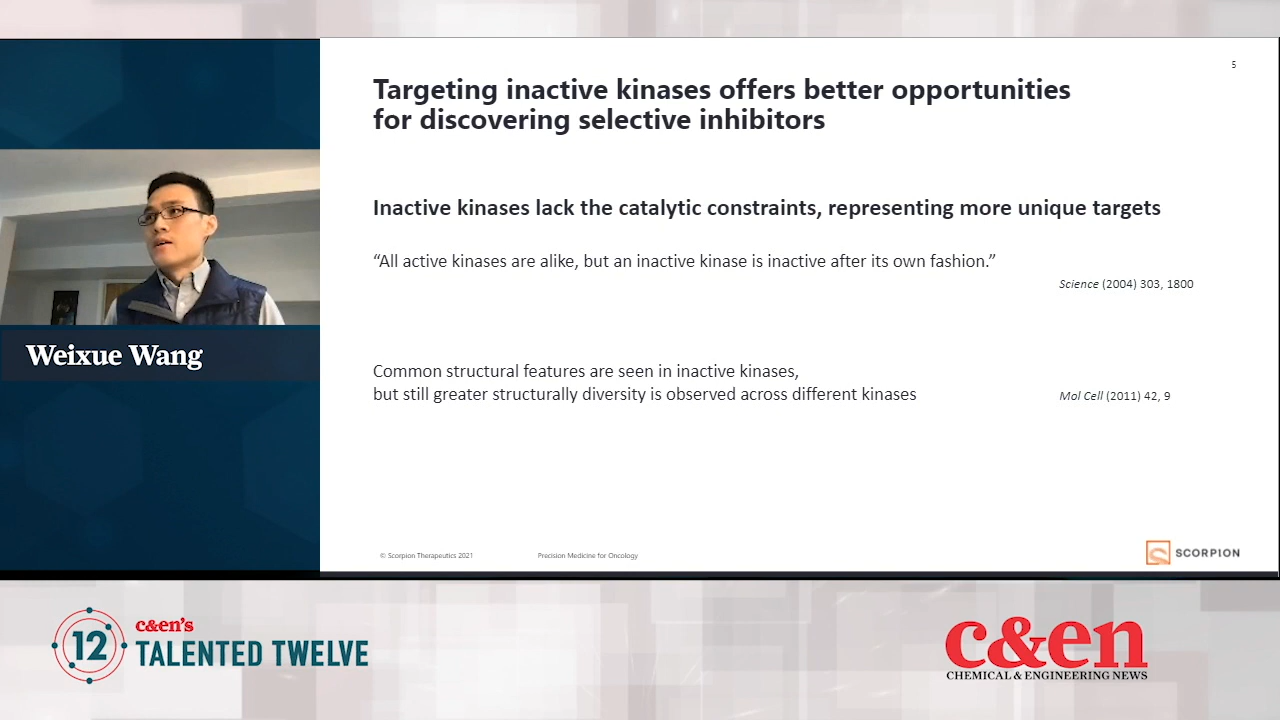 5
Targeting inactive kinases offers better opportunities
for discovering selective inhibitors
Inactive kinases lack the catalytic constraints, representing more unique targets
“All active kinases are alike, but an inactive kinase is inactive after its own fashion.”
Science (2004) 303, 1800
Weixue Wang
Common structural features are seen in inactive kinases,
but still greater structurally diversity is observed across different kinases
Mol Cell (2011) 42, 9
© Scorpion Therapeutics 2021
Precision Medicine for Oncology
SCORPION
12
c&en's
TALENTED TWELVE
c&en
CHEMICAL & ENGINEERING NEWS